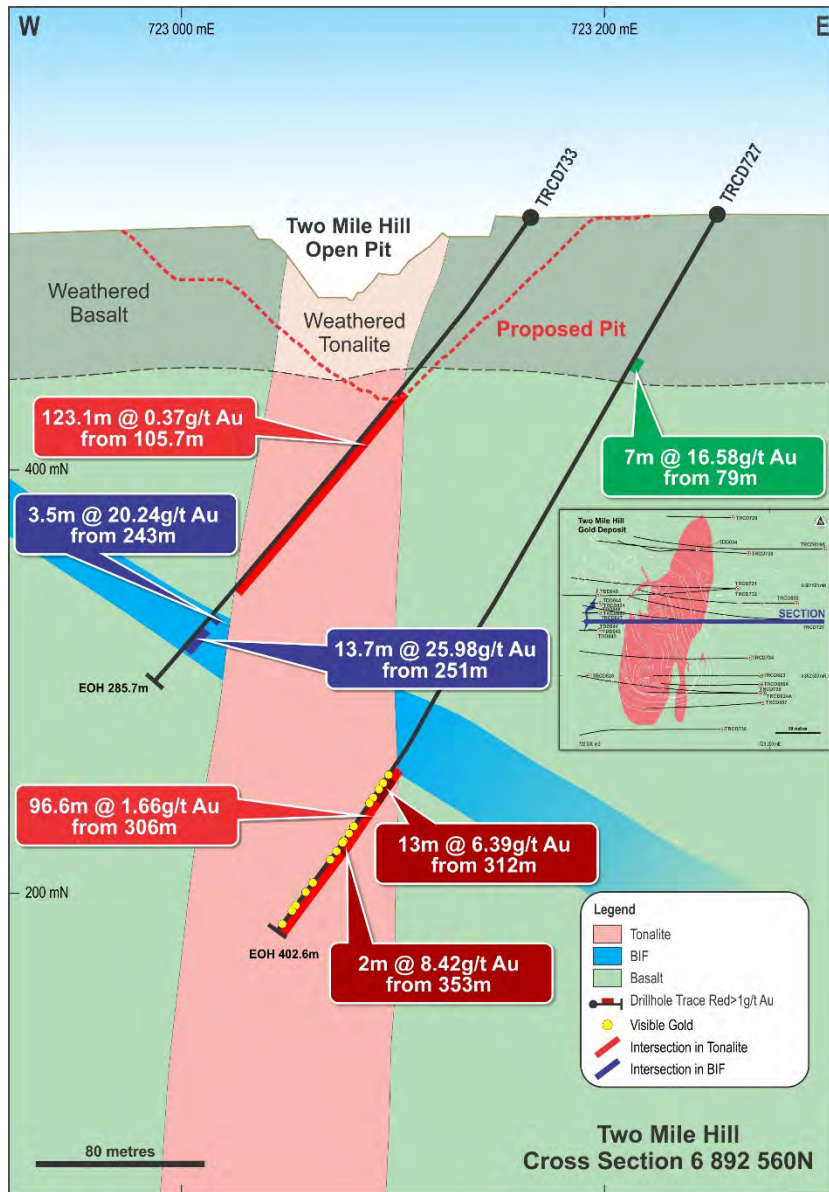 W
723 000 mE
723 200 mE
E
TRCD733
TRCD727
Two Mile Hill
Open Pit
Weathered
Basalt
Weathered
Tonalite
Proposed Pit
123.1m @ 0.37g/t Au
from 105.7m
7m @ 16.58g/t Au
from 79m
400 mN
3.5m @ 20.24g/t Au
from 243m
Two Mile Hill
Gold Deposit
SECTION
13.7m @ 25.98g/t Au
from 251m
EOH 285.7m
96.6m @ 1.66g/t Au
from 306m
13m @ 6.39g/t Au
from 312m
200 mN
EOH 402.6m
2m @ 8.42g/t Au
from 353m
Legend
Tonalite
BIF
Basalt
Drillhole Trace Red>1g/t Au
Visible Gold
Intersection in Tonalite
Intersection in BIF
80 metres
Two Mile Hill
Cross Section 6 892 560N